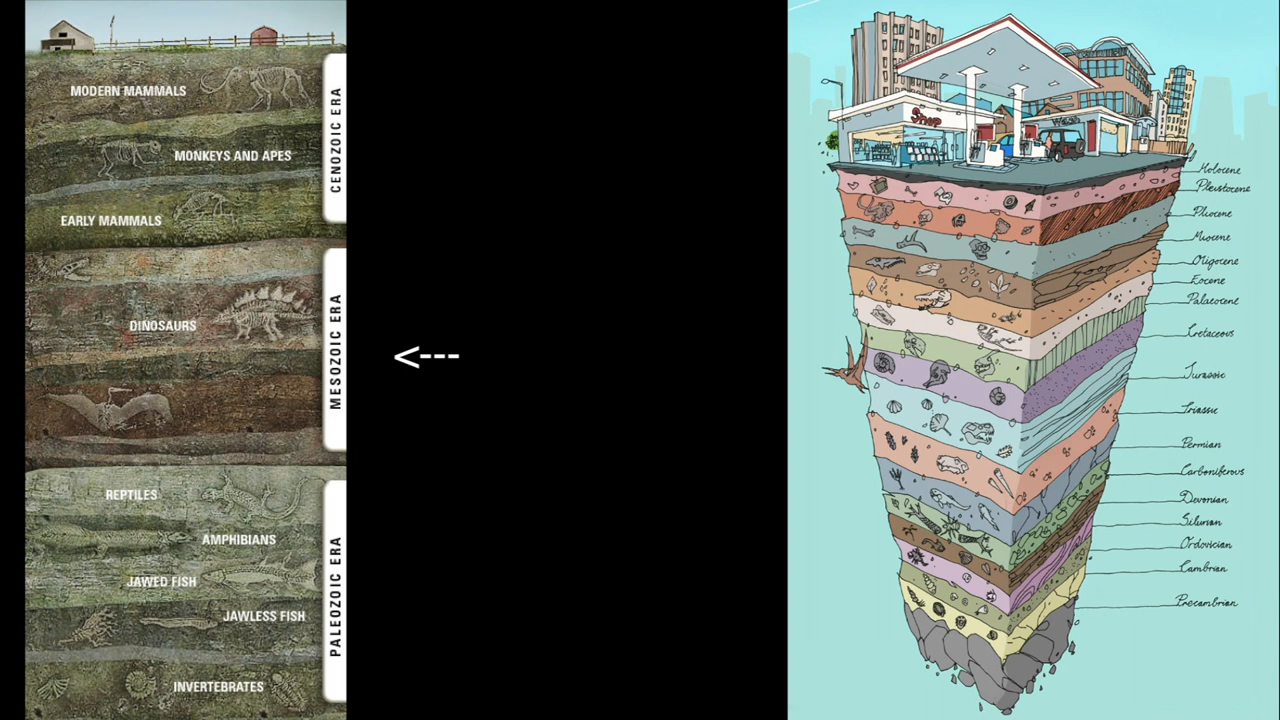 MODERN MAMMALS
MONKEYS AND APES
EARLY MAMMALS
CENOZOIC ERA
DINOSAURS
MESOZOIC ERA
REPTILES
AMPHIBIANS
JAWED FISH
JAWLESS FISH
INVERTEBRATES
PALEOZOIC ERA
<---
Shop
Wash
Holocene
Pleistocene
Pliocene
Miocene
Oligocene
Eocene
Palaeocene
Cretaceous
Jurassic
Triassic
Permian
Carboniferous
Devonian
Silurian
Ordovician
Cambrian
Precambrian